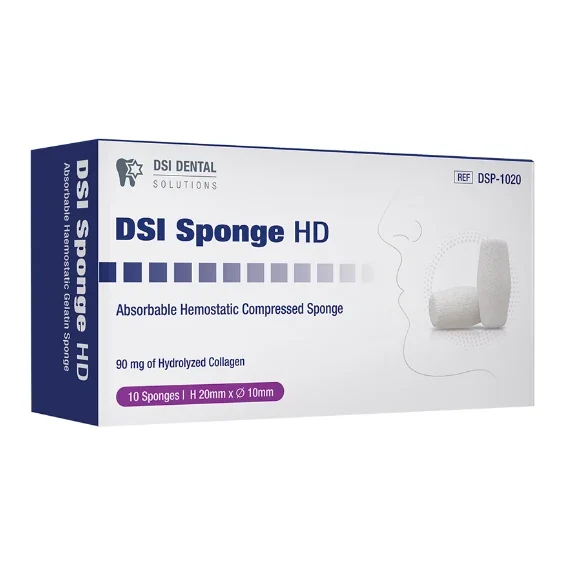 DSI Sponge HD
Absorbable Haemostatic Gelatin Sponge
DSI DENTAL
SOLUTIONS
REF DSP-1020
DSI Sponge HD
Absorbable Hemostatic Compressed Sponge
90 mg of Hydrolyzed Collagen
10 Sponges | H 20mm x Ø 10mm